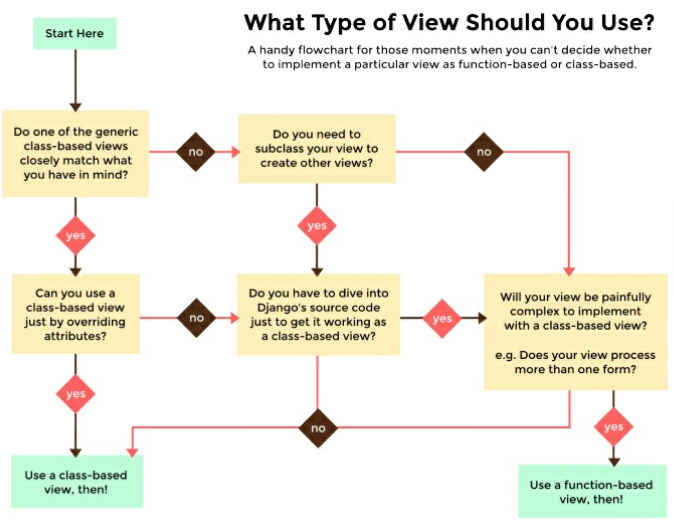 What Type of View Should You Use?
A handy flowchart for those moments when you can't decide whether
to implement a particular view as function-based or class-based.
Start Here
Do one of the generic
class-based views
closely match what
you have in mind?
no
Do you need to
subclass your view to
create other views?
no
yes
yes
Can you use a
class-based view
just by overriding
attributes?
no
Do you have to dive into
Django's source code
just to get it working as
a class-based view?
yes
Will your view be painfully
complex to implement
with a class-based view?
e.g. Does your view process
more than one form?
yes
no
yes
Use a class-based
view, then!
Use a function-based
view, then!